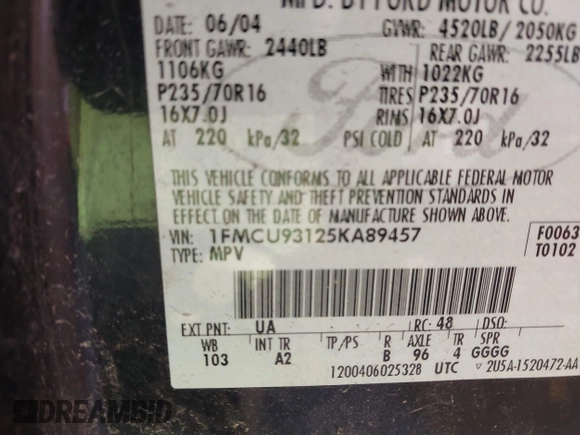 MFD. BY FORD MOTOR CO.
DATE: 06/04 GVWR: 4520LB/ 2050KG
FRONT GAWR: 2440LB REAR GAWR: 2255LB
1106KG WITH 1022KG
P235/70R16 TIRES P235/70R16
16X7.0J RIMS 16X7.0J
AT 220 kPa/32 PSI COLD AT 220 kPa/32
Ford
THIS VEHICLE CONFORMS TO ALL APPLICABLE FEDERAL MOTOR
VEHICLE SAFETY AND THEFT PREVENTION STANDARDS IN
EFFECT ON THE DATE OF MANUFACTURE SHOWN ABOVE.
VIN: 1FMCU93125KA89457 F0063
TYPE: MPV T0102
EXT PNT: UA RC: 48 DSO:
WB INT TR TP/PS R AXLE TR SPR
103 A2 B 96 4 GGGG
1200406025328 UTC 2U5A-1520472-AA
DREAMBID